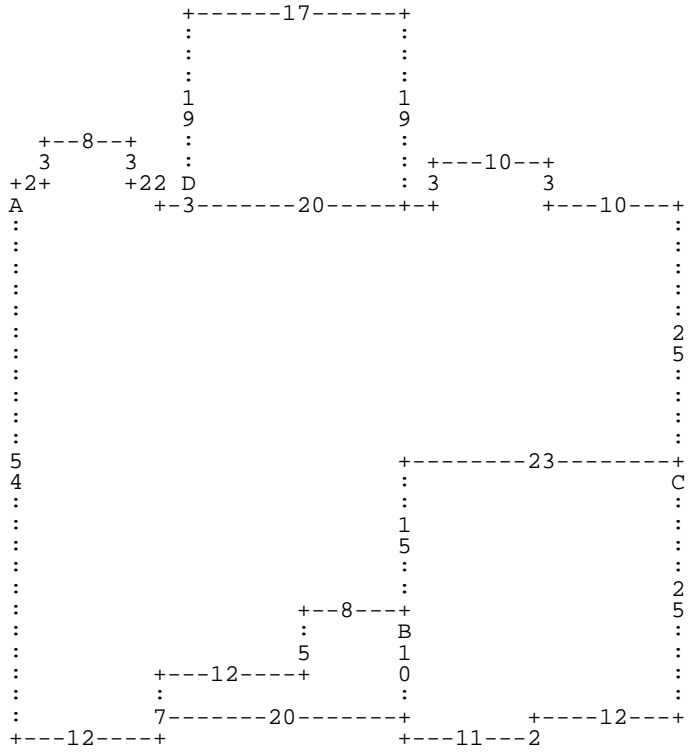 +------17------+
            :              :
            :              :
            :              :
            1              1
            9              9
  +--8--+   :              :
  3     3   :              : +---10--+
+2+     +22 D              : 3       3
A         +-3-------20-----+-+       +---10---+
:                                             :
:                                             :
:                                             :
:                                             :
:                                             :
:                                             2
:                                             5
:                                             :
:                                             :
:                                             :
:                                             :
5                          +--------23--------+
4                          :                  C
:                          :                  :
:                          1                  :
:                          5                  :
:                          :                  :
:                          :                  2
:                   +--8---+                  5
:                   :      B                  :
:                   5      1                  :
:         +---12----+      0                  :
:         :                :                  :
:         7-------20-------+        +---12----+
+---12----+                +---11---2